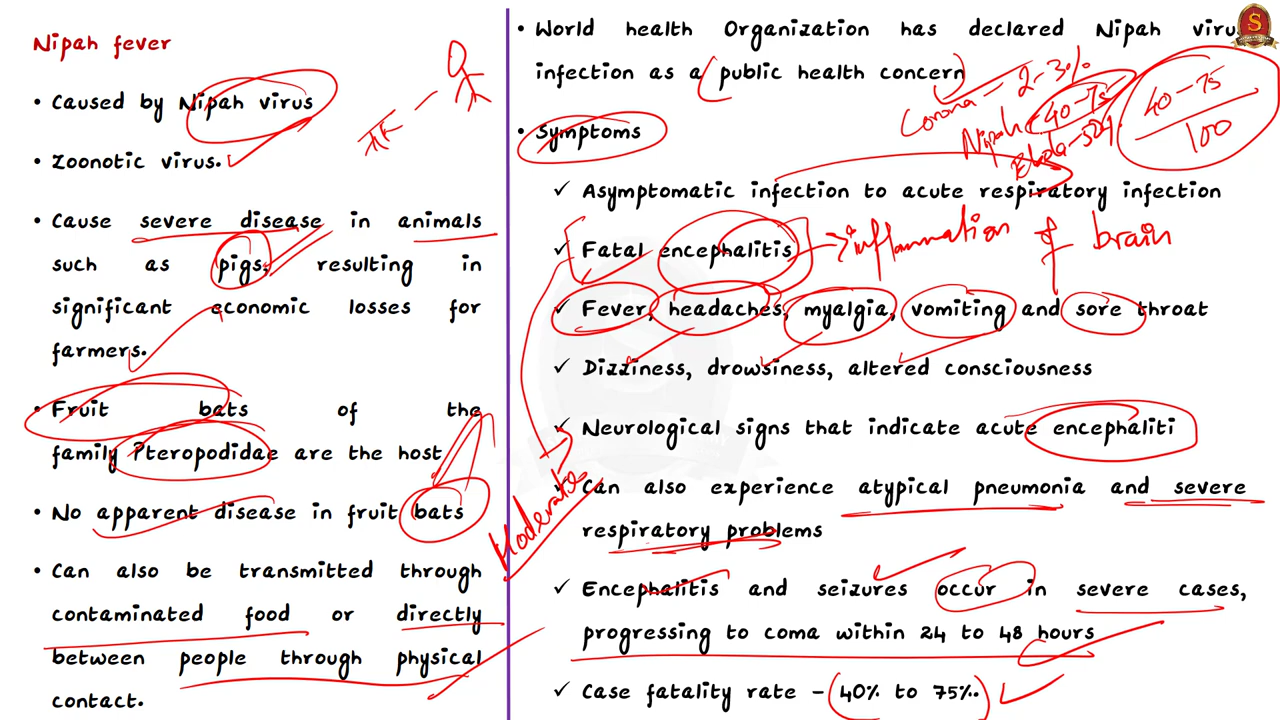 Nipah fever
• Caused by Nipah virus
• Zoonotic virus.
• Cause severe disease in animals
such as pigs, resulting in
significant economic losses for
farmers.
• Fruit bats of the
family Pteropodidae are the host
• No apparent disease in fruit bats
• Can also be transmitted through
contaminated food or directly
between people through physical
contact.
• World health Organization has declared Nipah viru
infection as a public health concern
Corona - 2-3%
Nipah - 40-75
Ebola - 50%
40-75
100
• Symptoms
✓ Asymptomatic infection to acute respiratory infection
✓ Fatal encephalitis → inflammation of brain
✓ Fever, headaches, myalgia, vomiting and sore throat
✓ Dizziness, drowsiness, altered consciousness
✓ Neurological signs that indicate acute encephaliti
Moderate
✓ Can also experience atypical pneumonia and severe
respiratory problems
✓ Encephalitis and seizures occur in severe cases,
progressing to coma within 24 to 48 hours
✓ Case fatality rate - 40% to 75%.